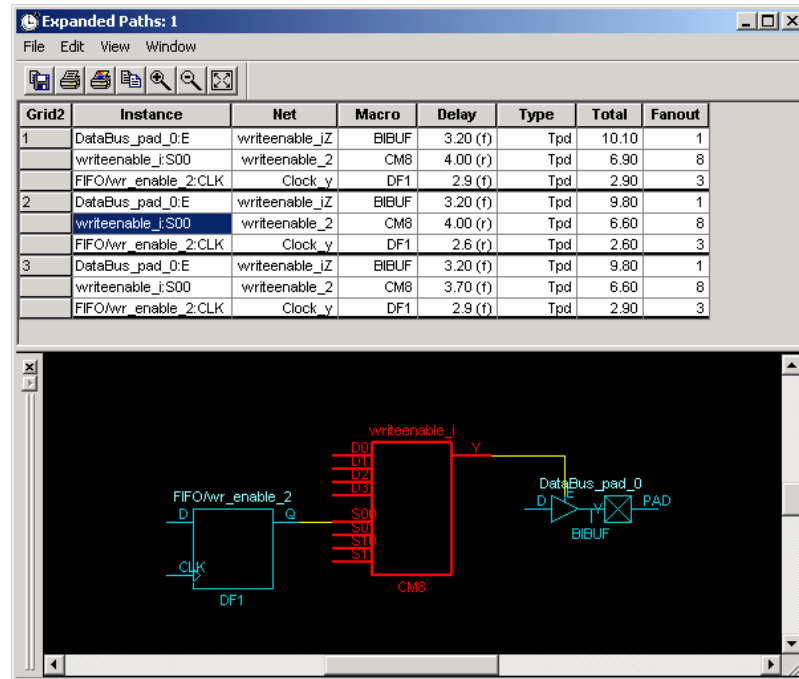 Expanded Paths: 1
File Edit View Window
Grid2 Instance Net Macro Delay Type Total Fanout
1 DataBus_pad_0:E writeenable_iZ BIBUF 3.20 (f) Tpd 10.10 1
writeenable_i:S00 writeenable_2 CM8 4.00 (r) Tpd 6.90 8
FIFO/wr_enable_2:CLK Clock_y DF1 2.9 (f) Tpd 2.90 3
2 DataBus_pad_0:E writeenable_iZ BIBUF 3.20 (f) Tpd 9.80 1
writeenable_i:S00 writeenable_2 CM8 4.00 (r) Tpd 6.60 8
FIFO/wr_enable_2:CLK Clock_y DF1 2.6 (r) Tpd 2.60 3
3 DataBus_pad_0:E writeenable_iZ BIBUF 3.20 (f) Tpd 9.80 1
writeenable_i:S00 writeenable_2 CM8 3.70 (f) Tpd 6.60 8
FIFO/wr_enable_2:CLK Clock_y DF1 2.9 (f) Tpd 2.90 3
writeenable_i
D0 Y
D1
D2
D3
DataBus_pad_0
FIFO/wr_enable_2
D E Y PAD
D Q S00
BIBUF
S10
CLK
CM8
DF1